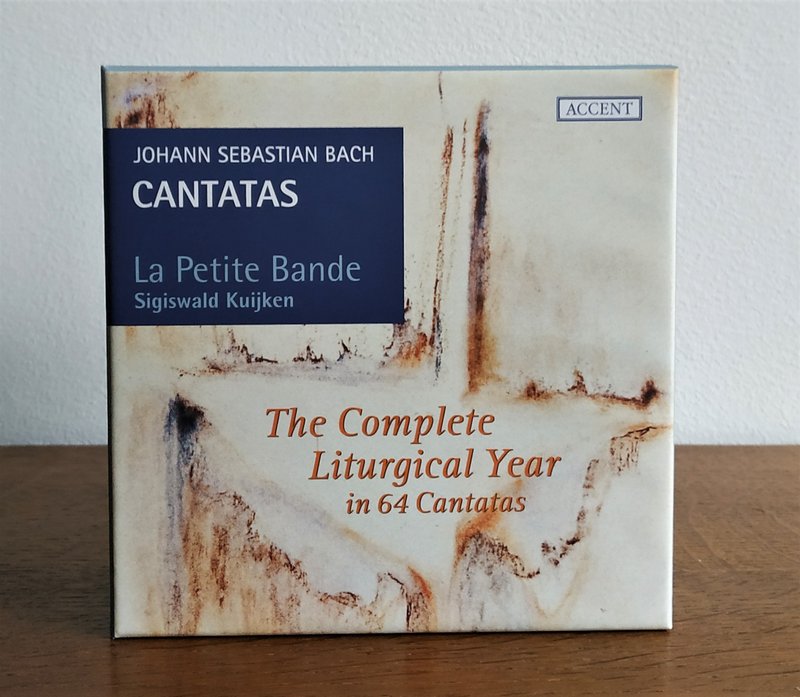 ACCENT
JOHANN SEBASTIAN BACH
CANTATAS
La Petite Bande
Sigiswald Kuijken
The Complete
Liturgical Year
in 64 Cantatas